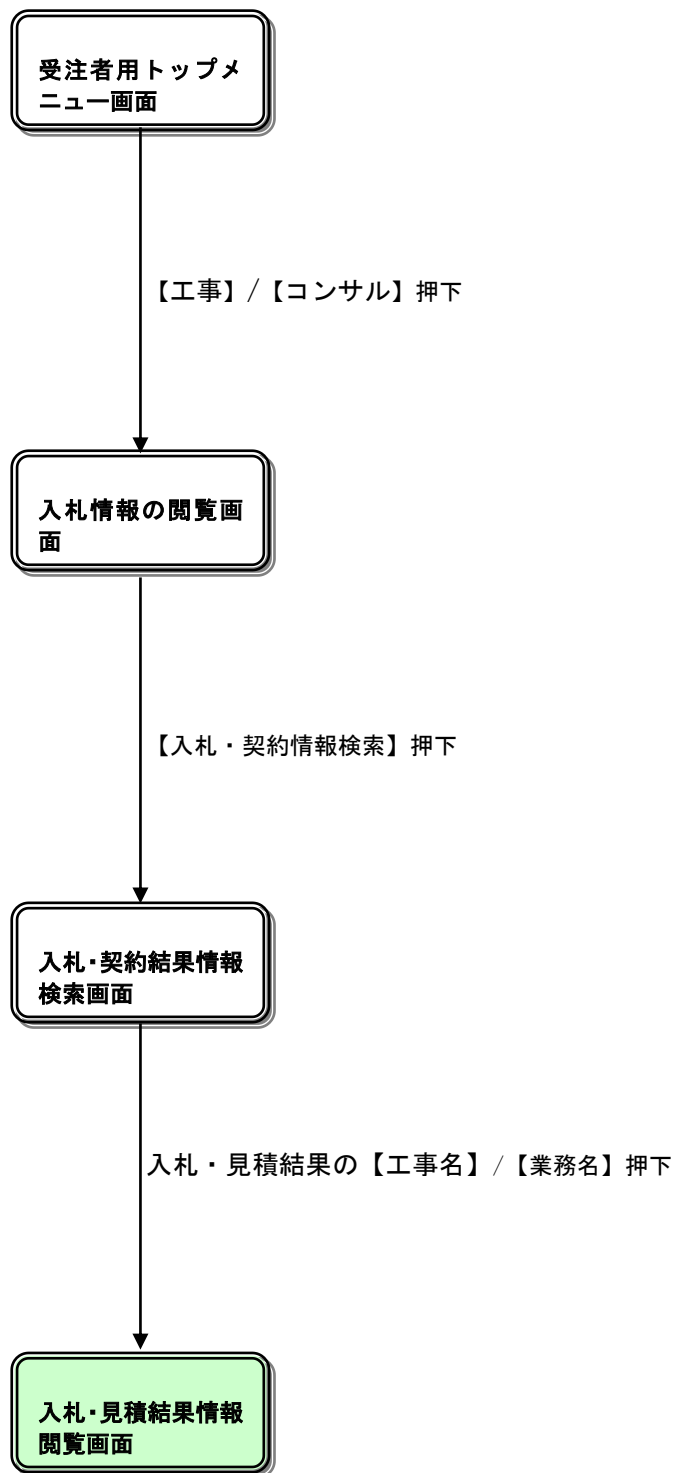 受注者用トップメ
ニュー画面
【工事】/【コンサル】押下
入札情報の閲覧画
面
【入札・契約情報検索】押下
入札・契約結果情報
検索画面
入札・見積結果の【工事名】/【業務名】押下
入札・見積結果情報
閲覧画面